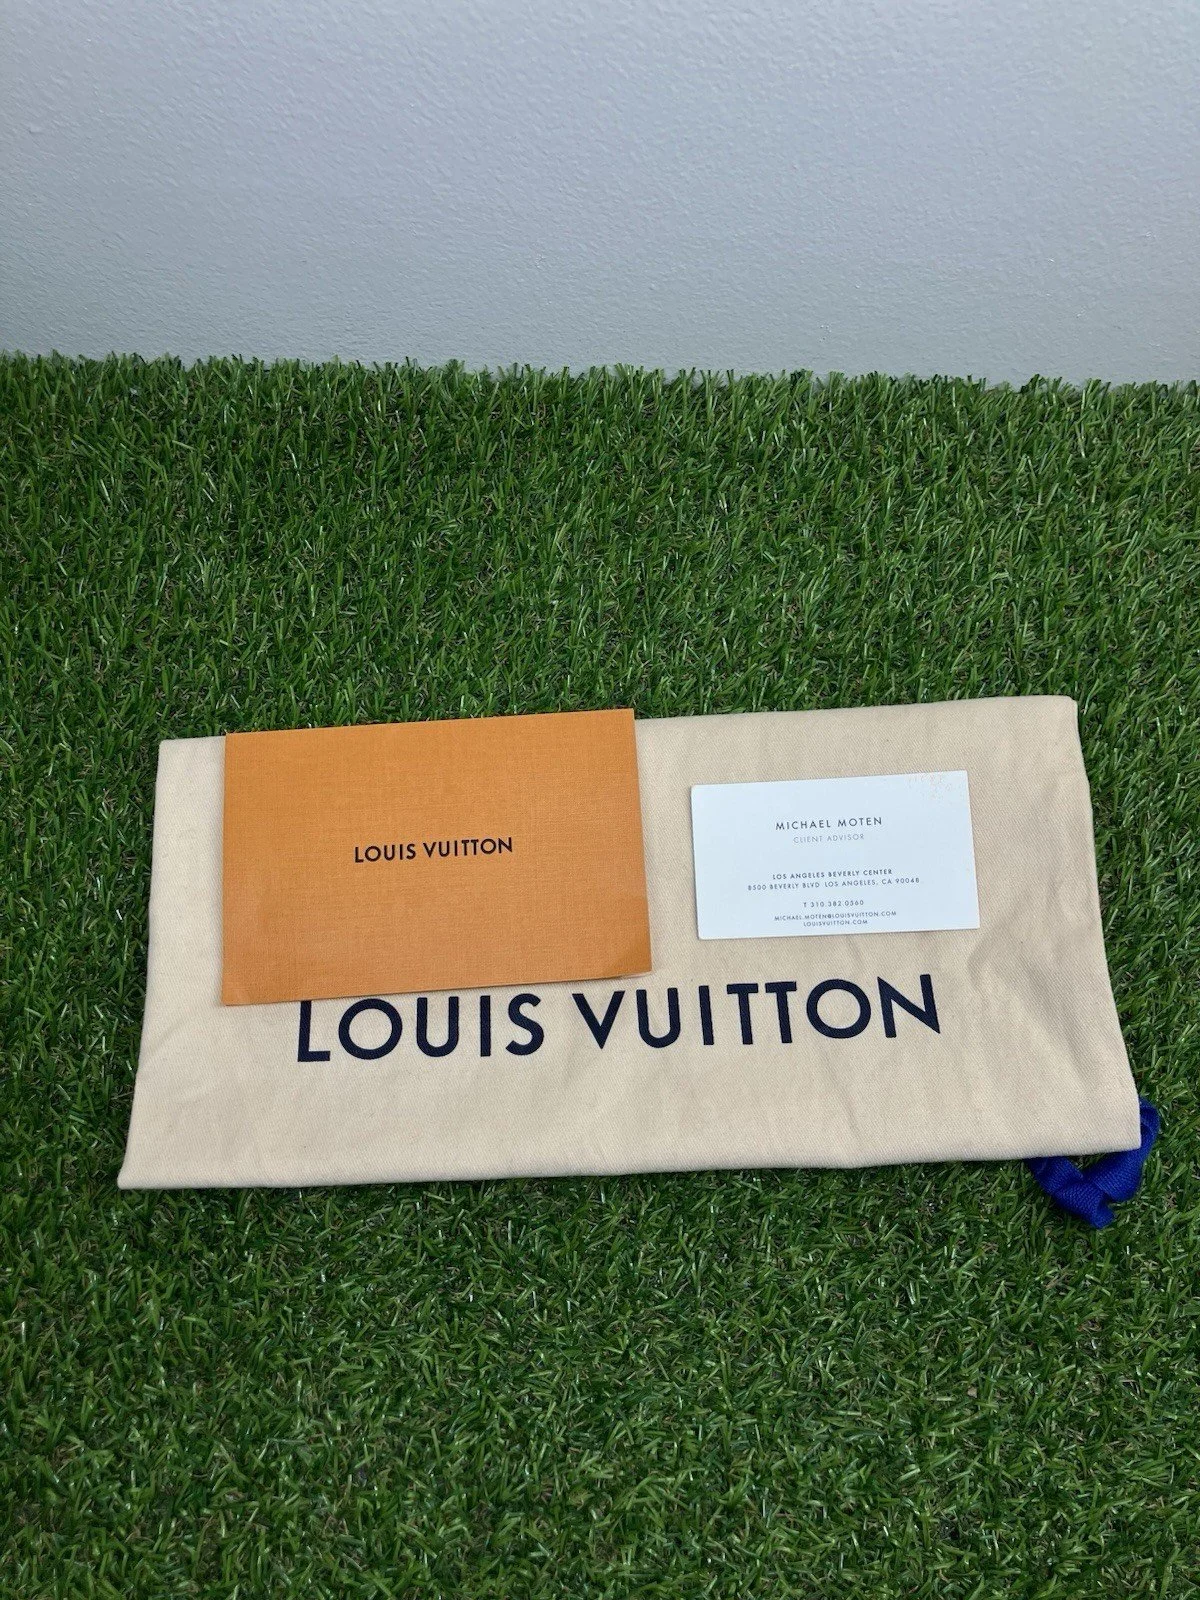 LOUIS VUITTON
MICHAEL MOTEN
CLIENT ADVISOR
LOS ANGELES BEVERLY CENTER
8500 BEVERLY BLVD LOS ANGELES, CA 90048
T 310.382.0560
MICHAEL.MOTEN@LOUISVUITTON.COM
LOUISVUITTON.COM
LOUIS VUITTON